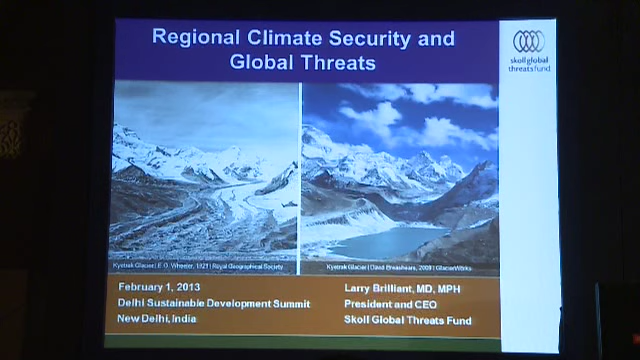 Regional Climate Security and
Global Threats
skoll global
threats fund
Kyetrak Glacier | E.O. Wheeler, 1921 | Royal Geographical Society
Kyetrak Glacier | David Breashears, 2009 | GlacierWorks
February 1, 2013
Delhi Sustainable Development Summit
New Delhi, India
Larry Brilliant, MD, MPH
President and CEO
Skoll Global Threats Fund